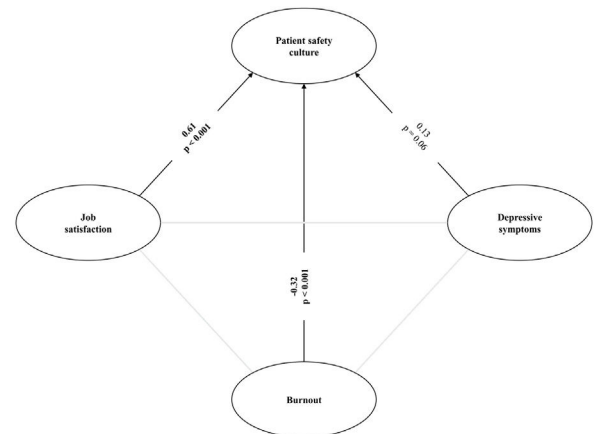 Patient safety
culture
0.61
p < 0.001
0.13
p = 0.06
Job
satisfaction
Depressive
symptoms
-0.32
p < 0.001
Burnout